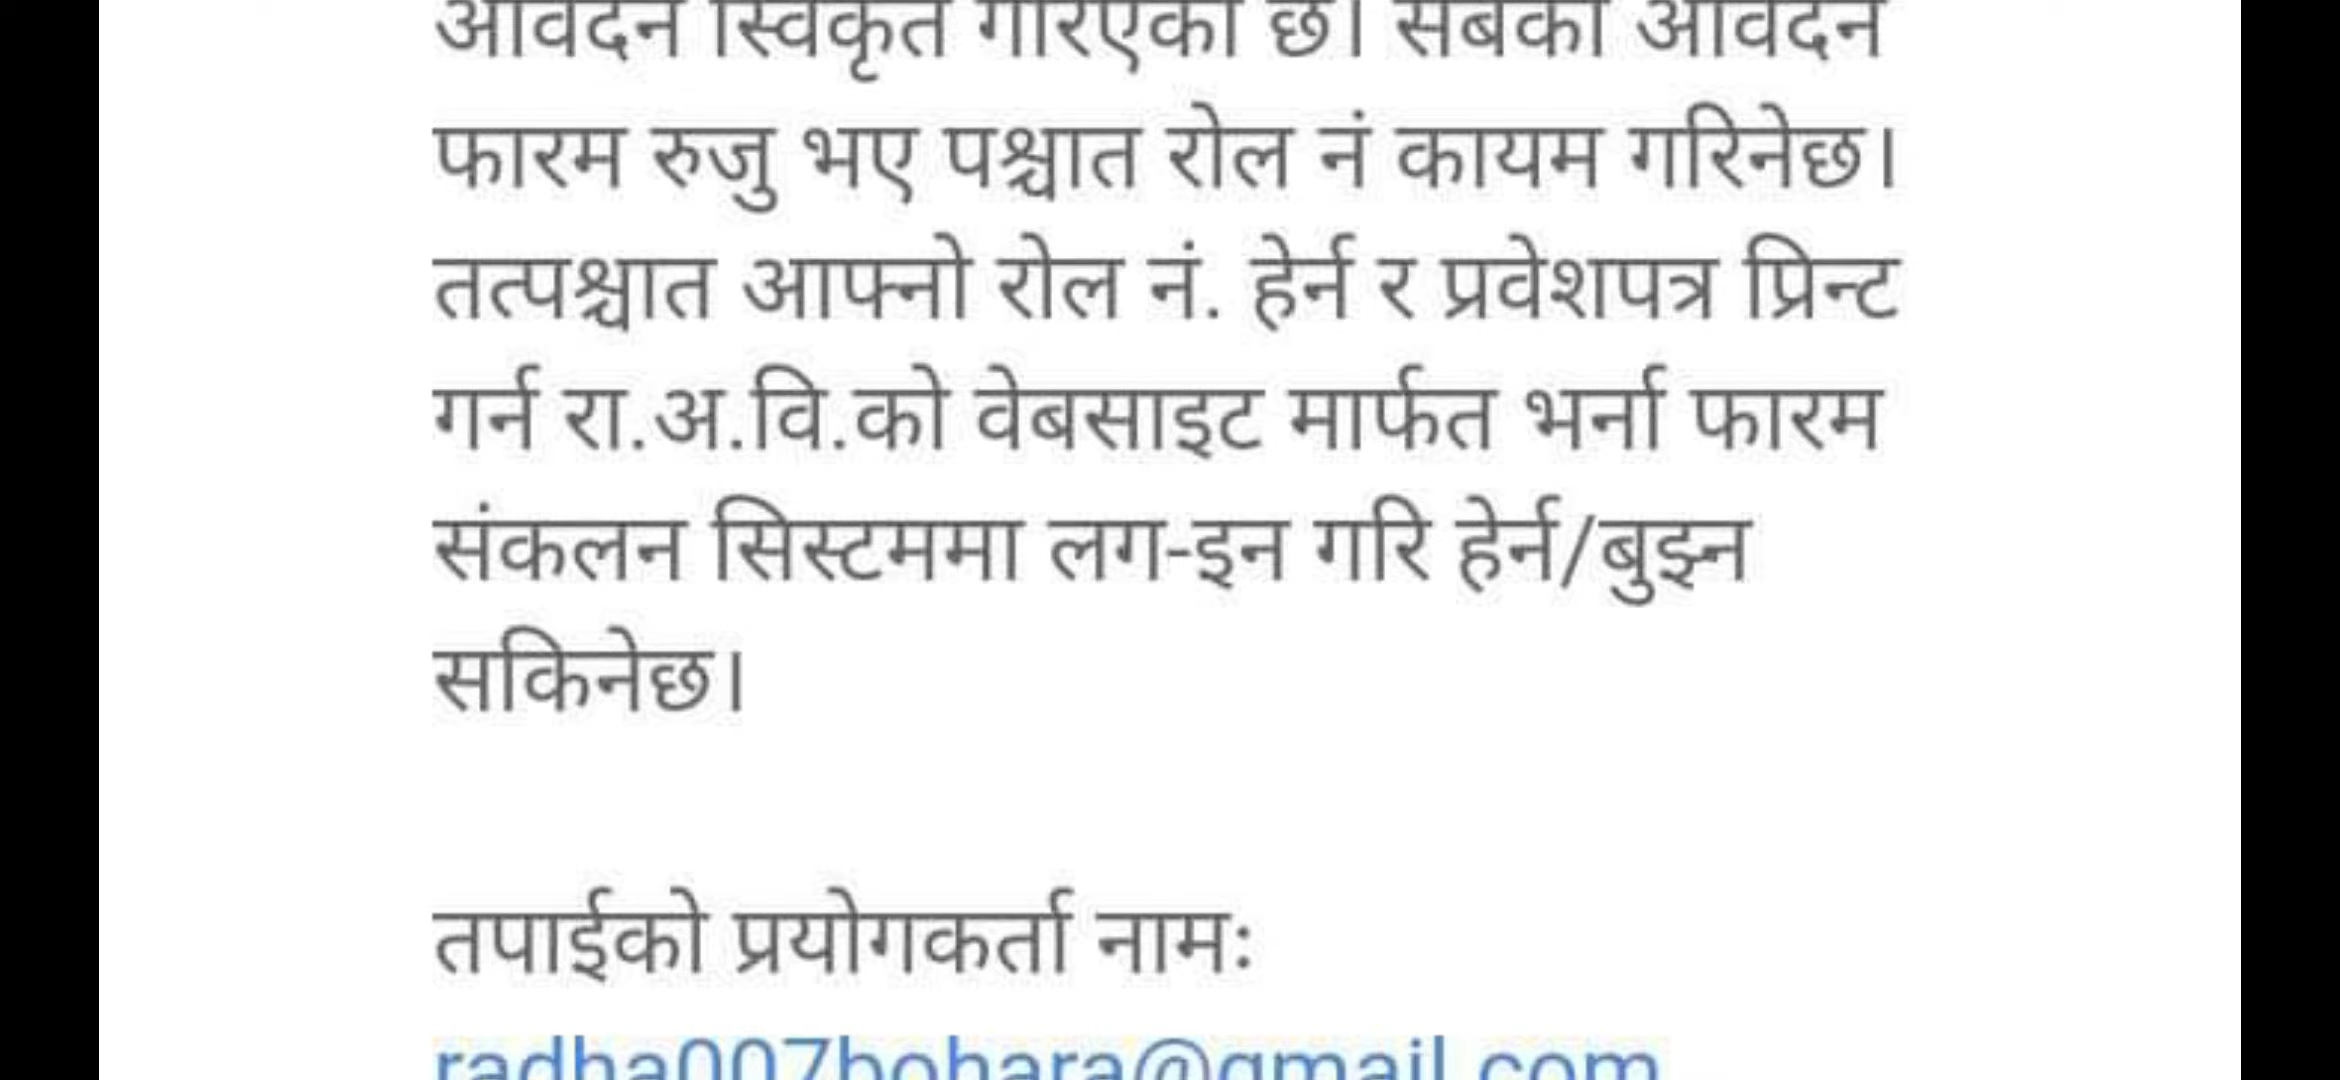 आवेदन स्विकृत गरिएको छ। सबैको आवेदन
फारम रुजु भए पश्चात रोल नं कायम गरिनेछ।
तत्पश्चात आफ्नो रोल नं. हेर्न र प्रवेशपत्र प्रिन्ट
गर्न रा.अ.वि.को वेबसाइट मार्फत भर्ना फारम
संकलन सिस्टममा लग-इन गरि हेर्न/बुझ्न
सकिनेछ।
तपाईको प्रयोगकर्ता नामः
radha007bohara@gmail.com